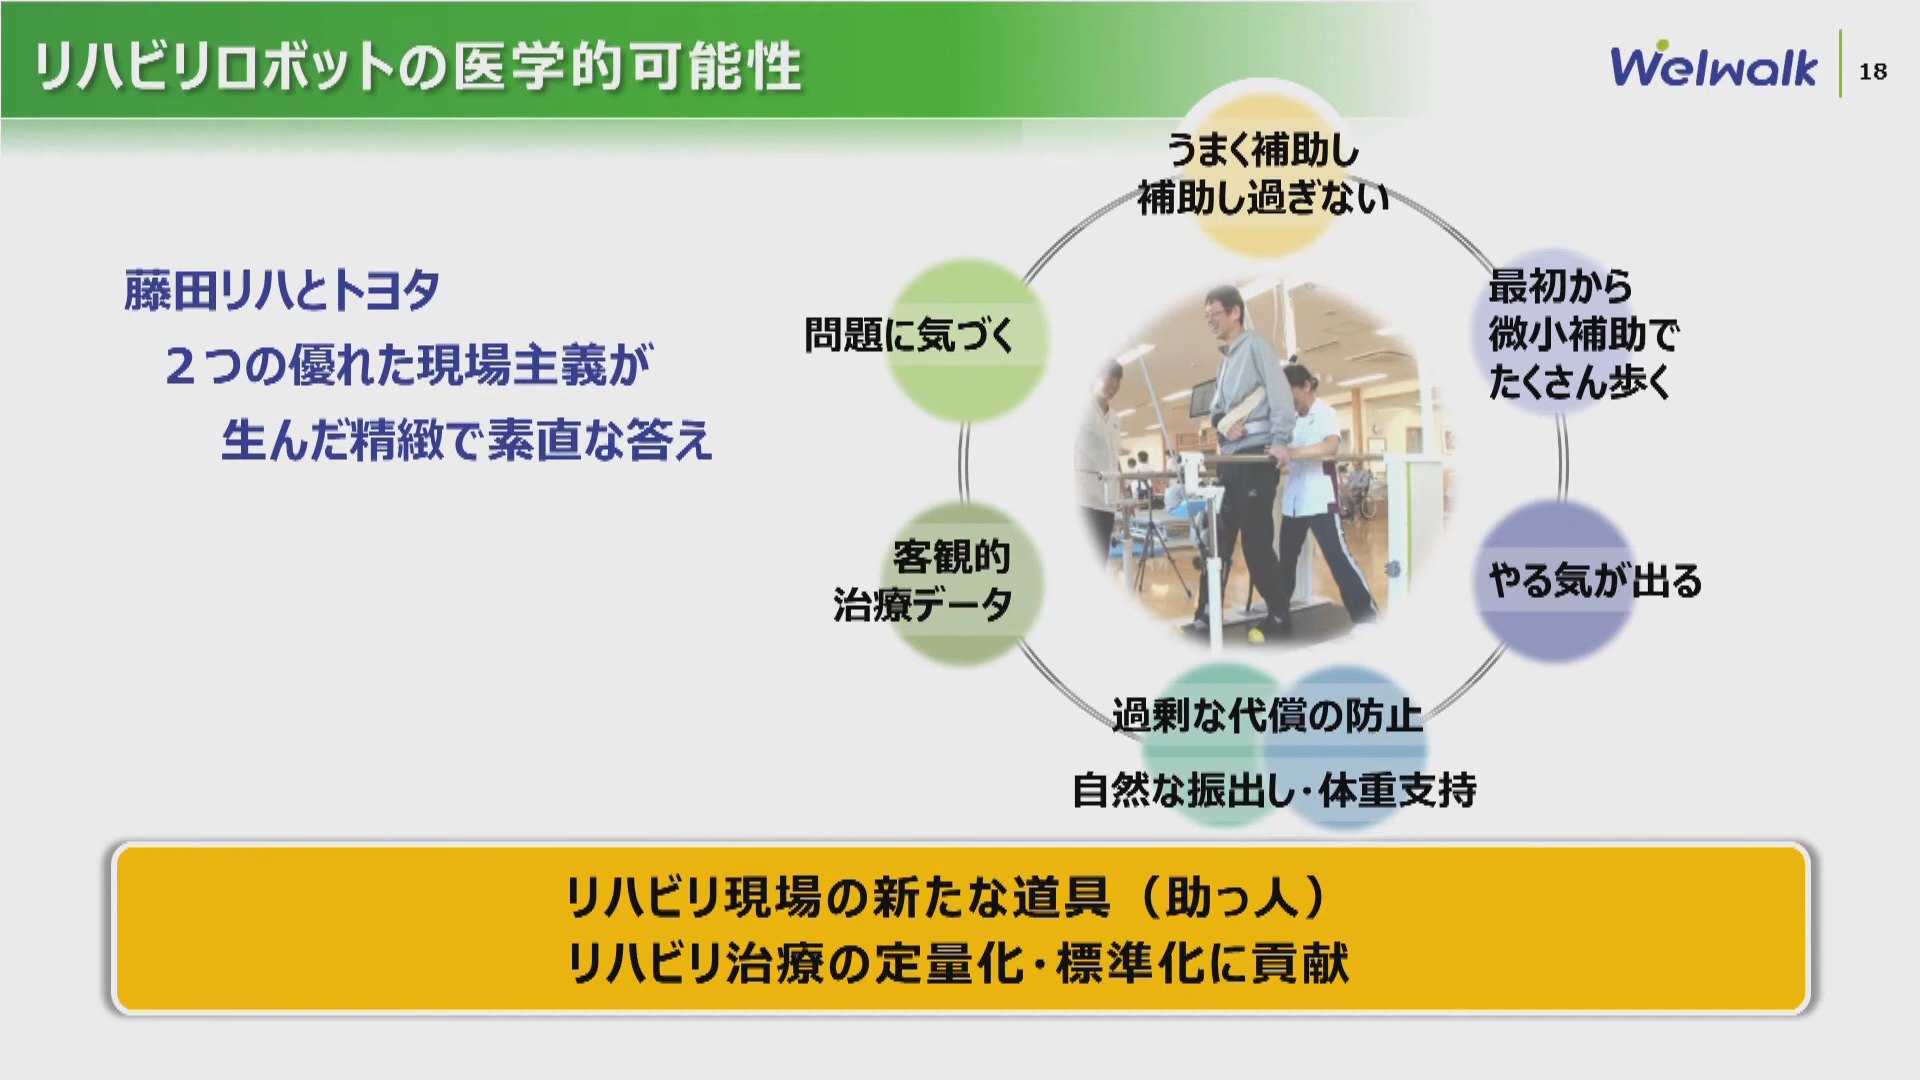 リハビリロボットの医学的可能性
Welwalk
18
藤田リハとトヨタ
２つの優れた現場主義が
生んだ精緻で素直な答え
うまく補助し
補助し過ぎない
最初から
微小補助で
たくさん歩く
やる気が出る
過剰な代償の防止
自然な振出し・体重支持
客観的
治療データ
問題に気づく
リハビリ現場の新たな道具（助っ人）
リハビリ治療の定量化・標準化に貢献